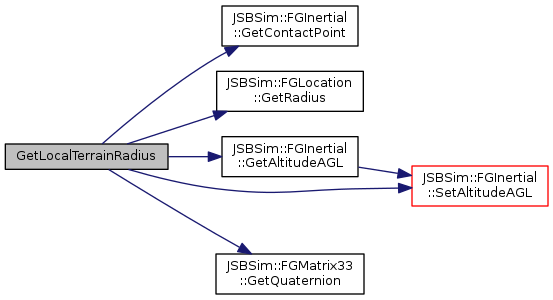 JSBSim::FGInertial
::GetContactPoint
JSBSim::FGLocation
::GetRadius
GetLocalTerrainRadius
JSBSim::FGInertial
::GetAltitudeAGL
JSBSim::FGInertial
::SetAltitudeAGL
JSBSim::FGMatrix33
::GetQuaternion